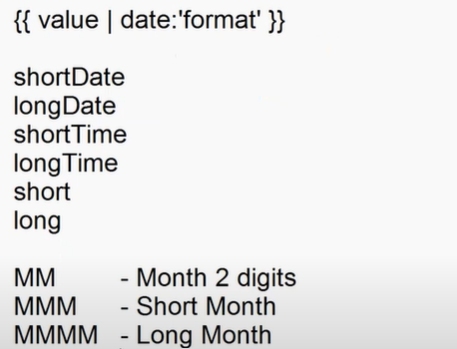 {{ value | date:'format' }}
shortDate
longDate
shortTime
longTime
short
long
MM - Month 2 digits
MMM - Short Month
MMMM - Long Month